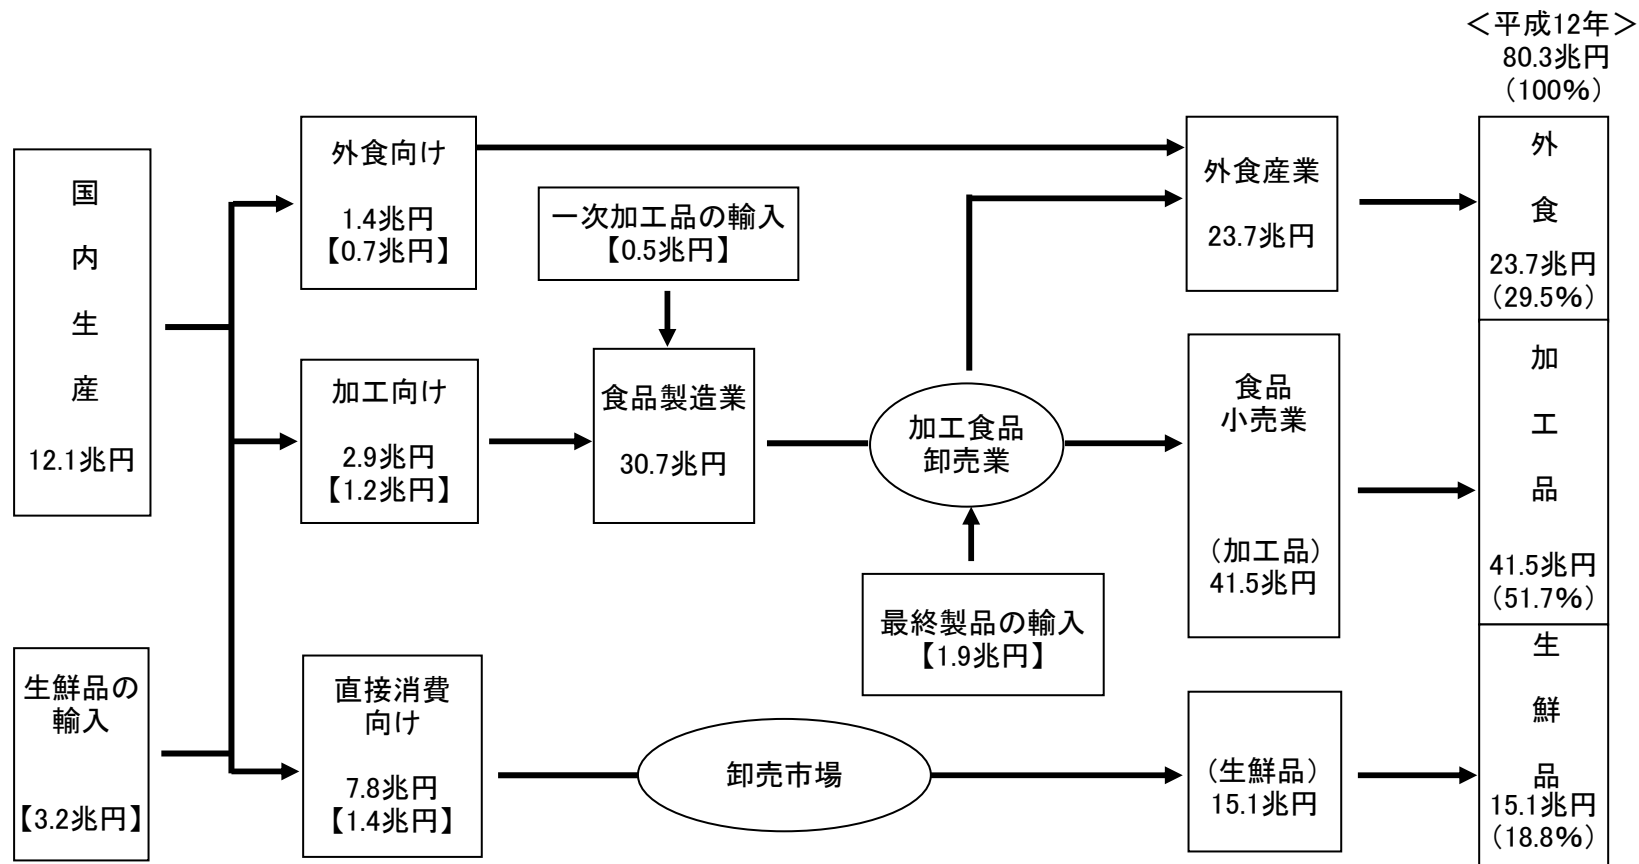 <平成12年>
80.3兆円
(100%)
国
内
生
産
12.1兆円
生鮮品の
輸入
【3.2兆円】
外食向け
1.4兆円
【0.7兆円】
加工向け
2.9兆円
【1.2兆円】
直接消費
向け
7.8兆円
【1.4兆円】
一次加工品の輸入
【0.5兆円】
食品製造業
30.7兆円
加工食品
卸売業
最終製品の輸入
【1.9兆円】
卸売市場
外食産業
23.7兆円
食品
小売業
(加工品)
41.5兆円
(生鮮品)
15.1兆円
外
食
23.7兆円
(29.5%)
加
工
品
41.5兆円
(51.7%)
生
鮮
品
15.1兆円
(18.8%)